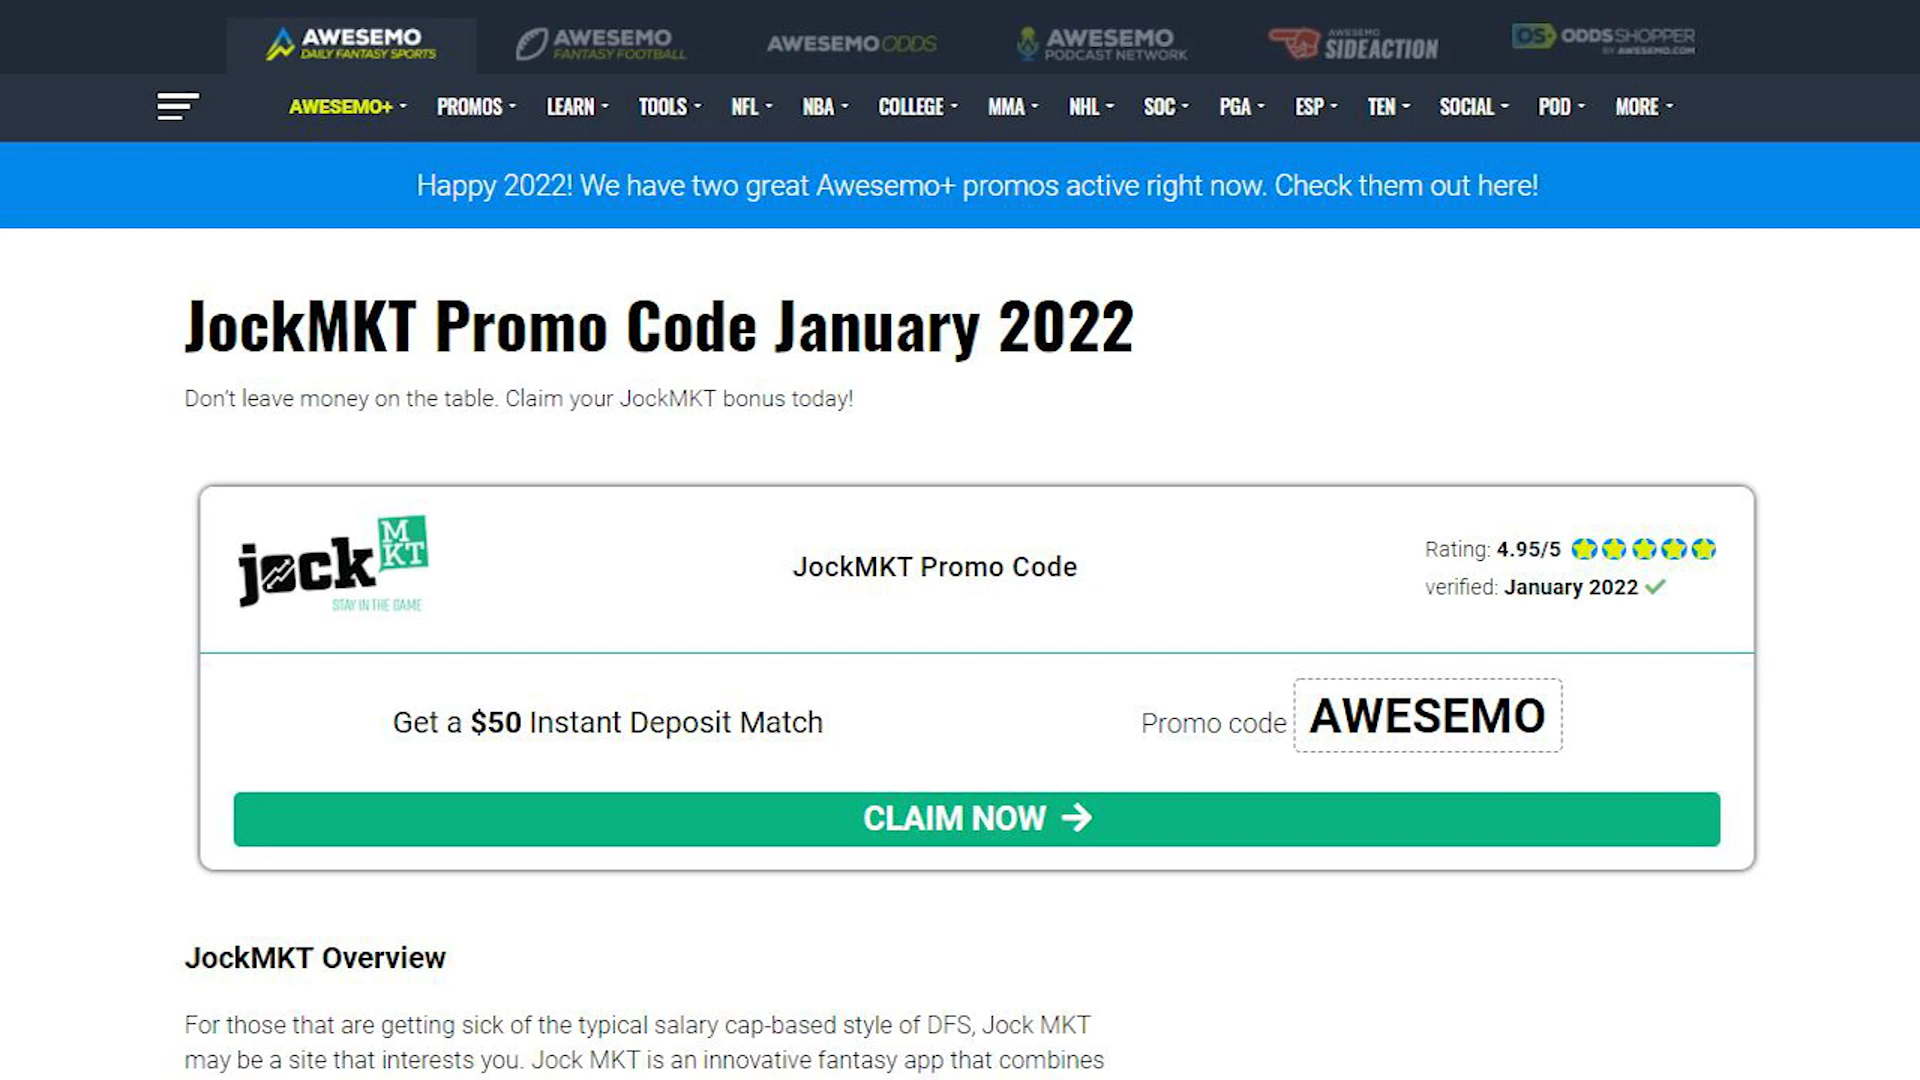 AWESEMO
DAILY FANTASY SPORTS
AWESEMO
FANTASY FOOTBALL
AWESEMO ODDS
AWESEMO
PODCAST NETWORK
AWESEMO
SIDEACTION
OS ODDSSHOPPER
BY AWESEMO.COM
AWESEMO+ PROMOS LEARN TOOLS NFL NBA COLLEGE MMA NHL SOC PGA ESP TEN SOCIAL POD MORE
Happy 2022! We have two great Awesemo+ promos active right now. Check them out here!
JockMKT Promo Code January 2022
Don't leave money on the table. Claim your JockMKT bonus today!
jock MKT
STAY IN THE GAME
JockMKT Promo Code
Rating: 4.95/5
verified: January 2022
Get a $50 Instant Deposit Match
Promo code AWESEMO
CLAIM NOW
JockMKT Overview
For those that are getting sick of the typical salary cap-based style of DFS, Jock MKT
may be a site that interests you. Jock MKT is an innovative fantasy app that combines